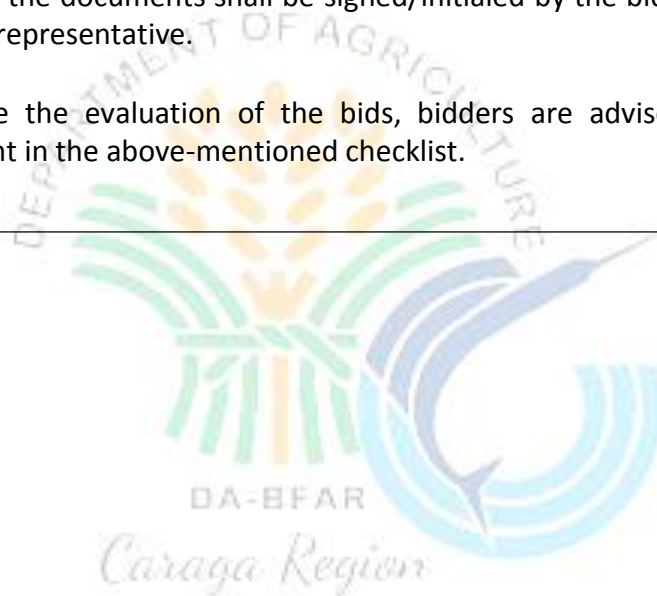 the documents shall be signed/initialed by the bid
representative.
e the evaluation of the bids, bidders are advise
nt in the above-mentioned checklist.
DEPARTMENT OF AGRICULTURE
DA-BFAR
Caraga Region